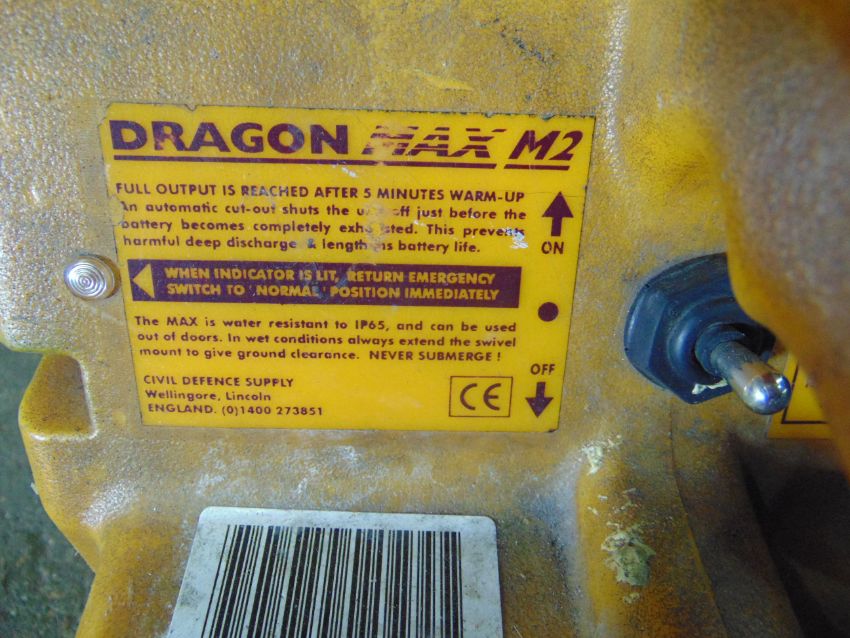 DRAGON MAX M2
FULL OUTPUT IS REACHED AFTER 5 MINUTES WARM-UP
An automatic cut-out shuts the off just before the
battery becomes completely exhausted. This prevents
harmful deep discharge & lengthens battery life.
ON
WHEN INDICATOR IS LIT, RETURN EMERGENCY
SWITCH TO 'NORMAL' POSITION IMMEDIATELY
The MAX is water resistant to IP65, and can be used
out of doors. In wet conditions always extend the swivel
mount to give ground clearance. NEVER SUBMERGE !
OFF
CIVIL DEFENCE SUPPLY
Wellingore, Lincoln
ENGLAND. (0)1400 273851
CE